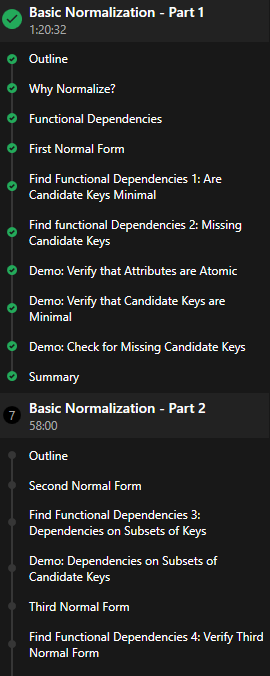 Basic Normalization - Part 1
1:20:32
Outline
Why Normalize?
Functional Dependencies
First Normal Form
Find Functional Dependencies 1: Are
Candidate Keys Minimal
Find functional Dependencies 2: Missing
Candidate Keys
Demo: Verify that Attributes are Atomic
Demo: Verify that Candidate Keys are
Minimal
Demo: Check for Missing Candidate Keys
Summary
7
Basic Normalization - Part 2
58:00
Outline
Second Normal Form
Find Functional Dependencies 3:
Dependencies on Subsets of Keys
Demo: Dependencies on Subsets of
Candidate Keys
Third Normal Form
Find Functional Dependencies 4: Verify Third
Normal Form